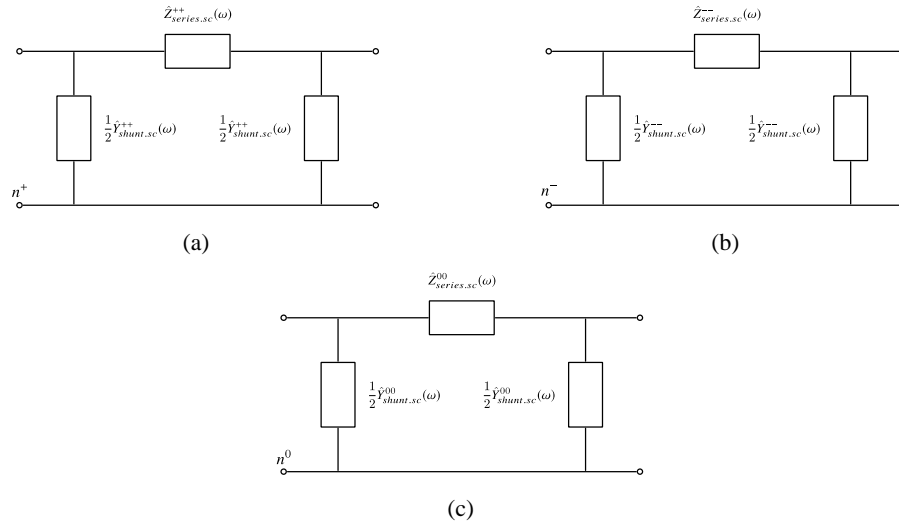 Ẑ⁺⁺series.sc(ω)
½Ŷ⁺⁺shunt.sc(ω)
½Ŷ⁺⁺shunt.sc(ω)
n⁺
(a)
Ẑ⁻⁻series.sc(ω)
½Ŷ⁻⁻shunt.sc(ω)
½Ŷ⁻⁻shunt.sc(ω)
n⁻
(b)
Ẑ⁰⁰series.sc(ω)
½Ŷ⁰⁰shunt.sc(ω)
½Ŷ⁰⁰shunt.sc(ω)
n⁰
(c)